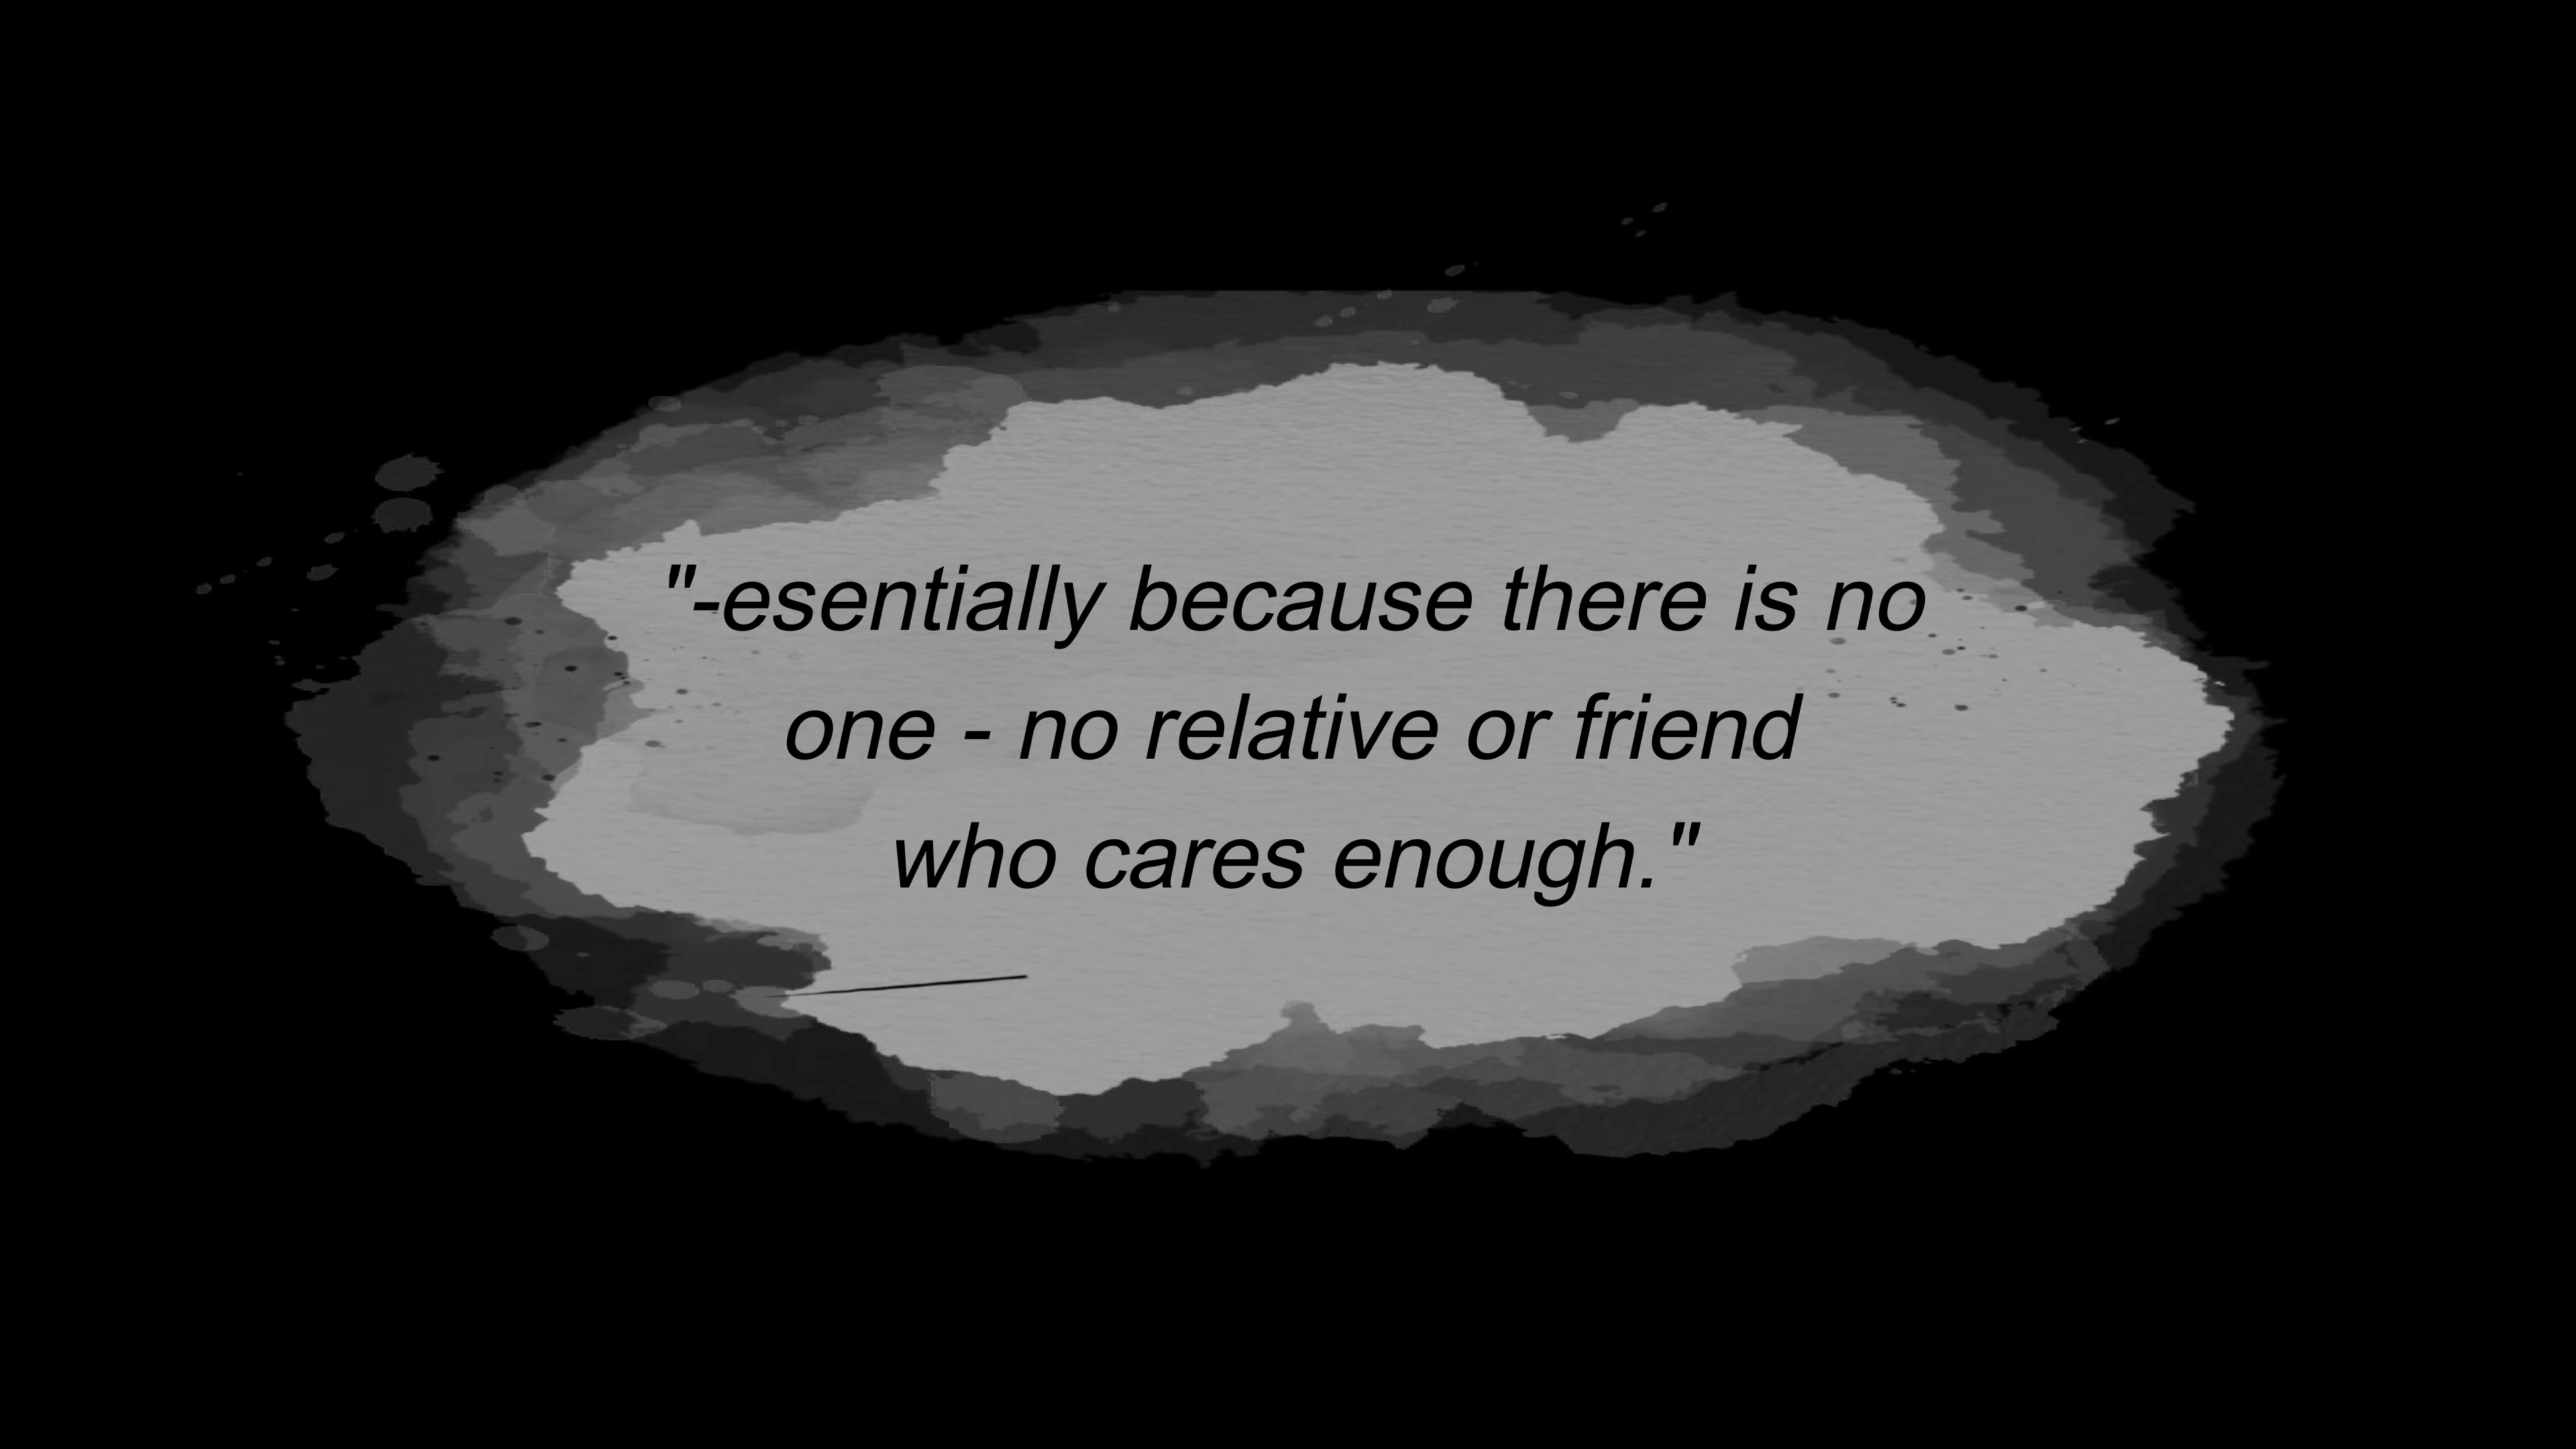 "-esentially because there is no
one - no relative or friend
who cares enough."